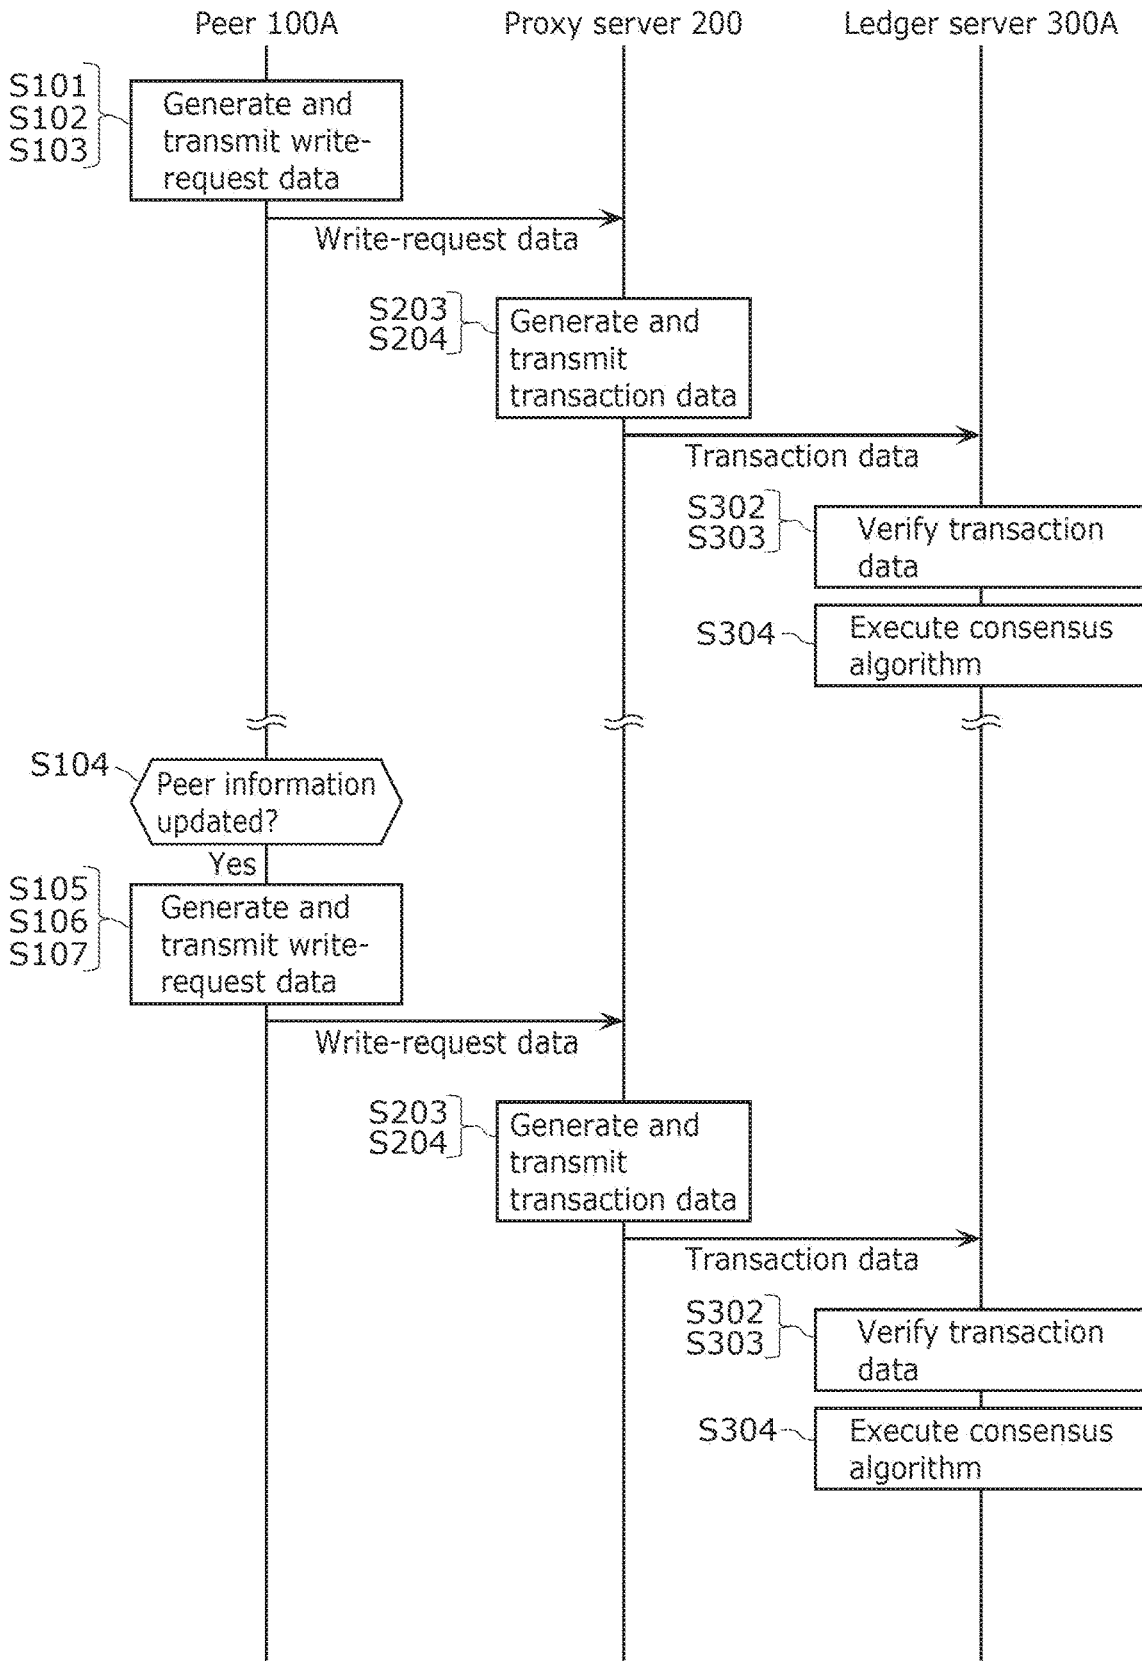 Peer 100A
Proxy server 200
Ledger server 300A
S101
S102
S103
Generate and
transmit write-
request data
Write-request data
S203
S204
Generate and
transmit
transaction data
Transaction data
S302
S303
Verify transaction
data
S304
Execute consensus
algorithm
S104
Peer information
updated?
Yes
S105
S106
S107
Generate and
transmit write-
request data
Write-request data
S203
S204
Generate and
transmit
transaction data
Transaction data
S302
S303
Verify transaction
data
S304
Execute consensus
algorithm